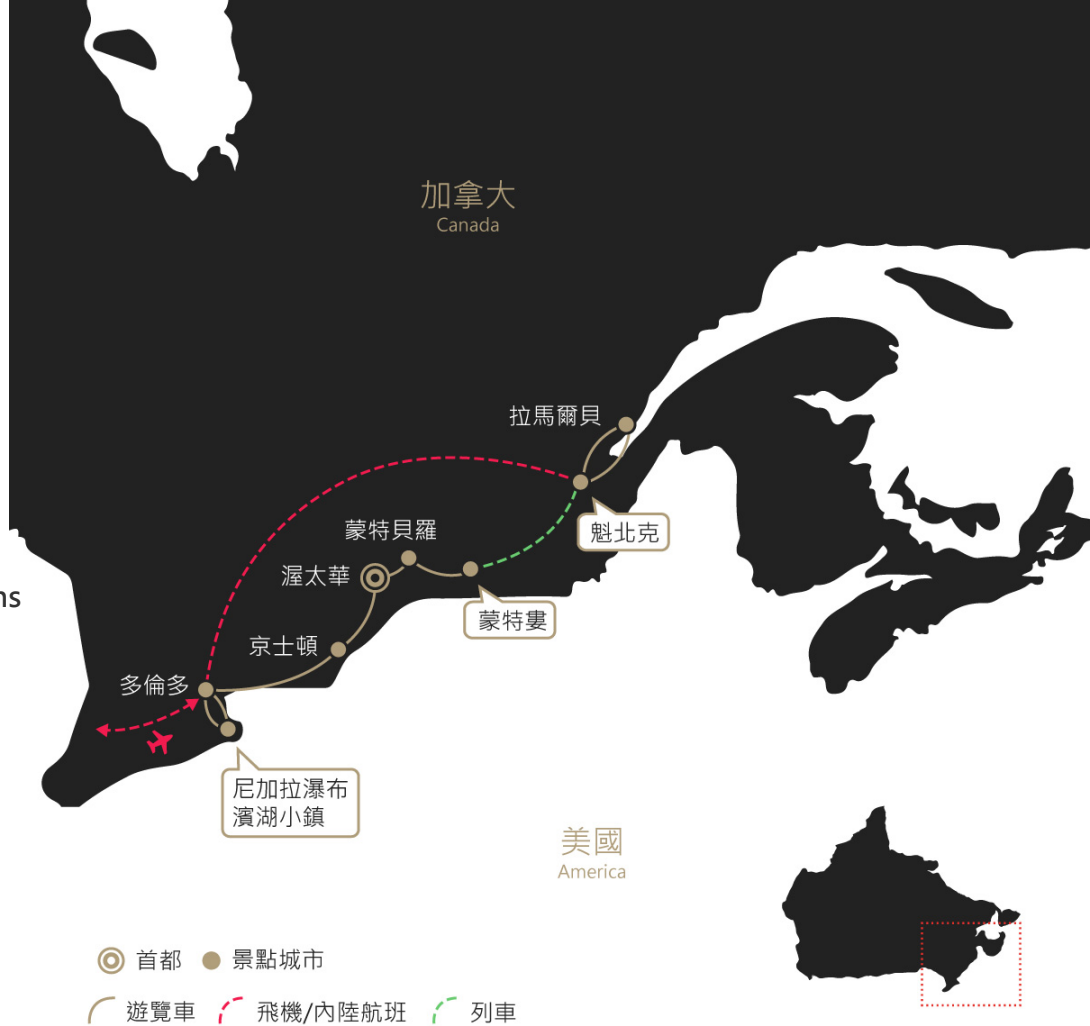 加拿大
Canada
拉馬爾貝
魁北克
蒙特貝羅
渥太華
蒙特婁
ns
京士頓
多倫多
尼加拉瀑布
濱湖小鎮
美國
America
首都 景點城市
遊覽車 飛機/內陸航班 列車